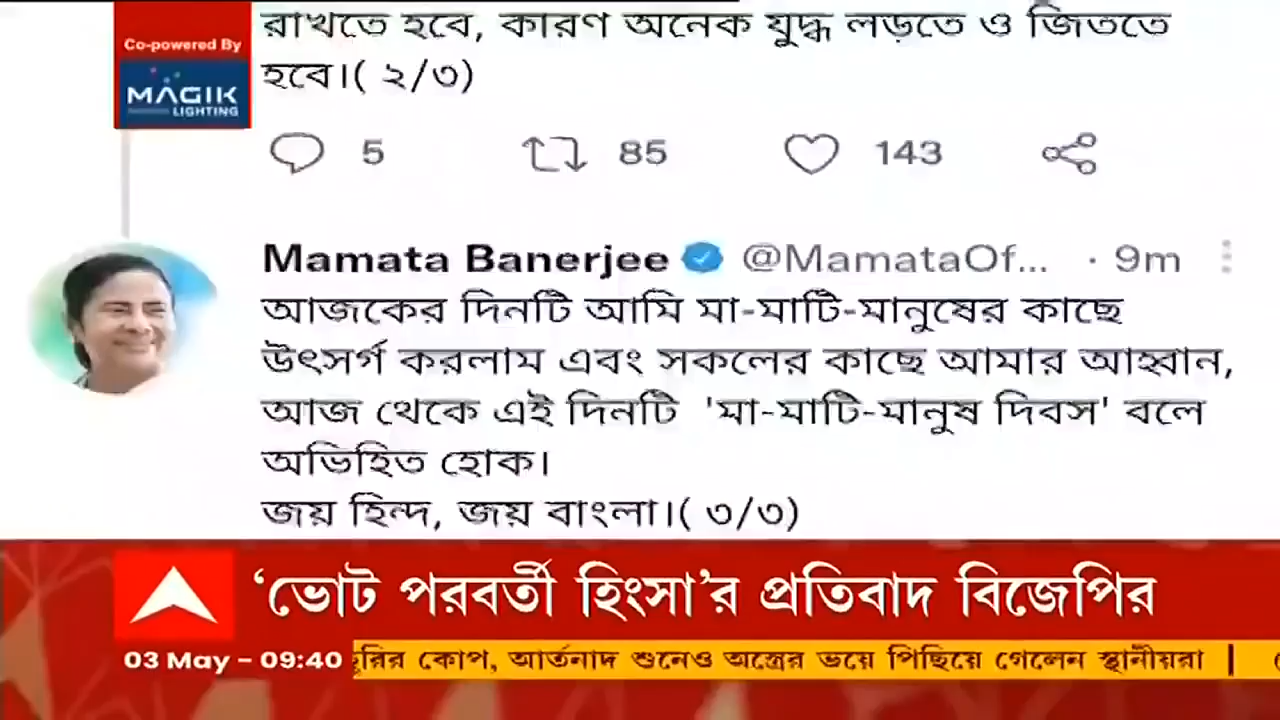 রাখতে হবে, কারণ অনেক যুদ্ধ লড়তে ও জিততে
হবে।( ২/৩)
Co-powered By
MAGIK
LIGHTING
5 85 143
Mamata Banerjee @MamataOf... · 9m
আজকের দিনটি আমি মা-মাটি-মানুষের কাছে
উৎসর্গ করলাম এবং সকলের কাছে আমার আহ্বান,
আজ থেকে এই দিনটি 'মা-মাটি-মানুষ দিবস' বলে
অভিহিত হোক।
জয় হিন্দ, জয় বাংলা।( ৩/৩)
‘ভোট পরবর্তী হিংসা’র প্রতিবাদ বিজেপির
03 May - 09:40
কোপ, আর্তনাদ শুনেও অস্ত্রের ভয়ে পিছিয়ে গেলেন স্থানীয়রা |